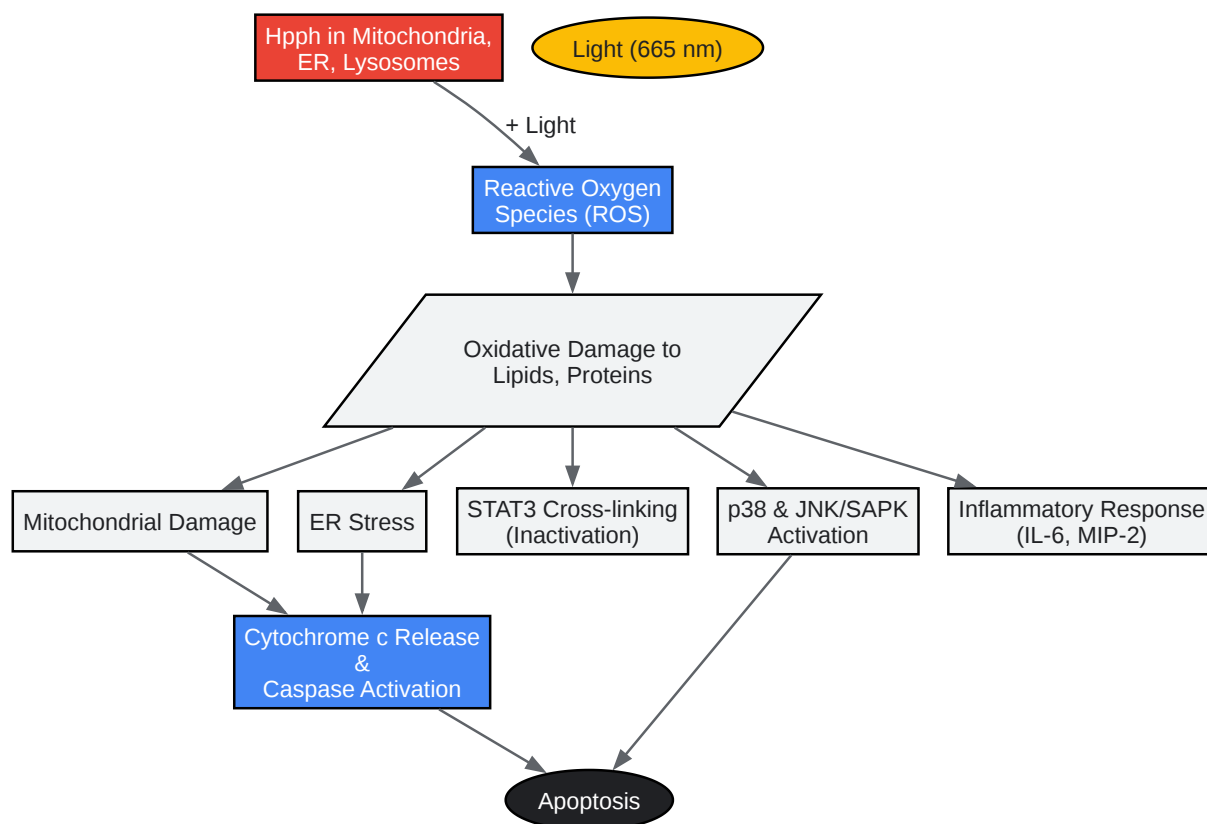 Hpph in Mitochondria,
ER, Lysosomes
Light (665 nm)
+ Light
Reactive Oxygen
Species (ROS)
Oxidative Damage to
Lipids, Proteins
Mitochondrial Damage
ER Stress
STAT3 Cross-linking
(Inactivation)
p38 & JNK/SAPK
Activation
Inflammatory Response
(IL-6, MIP-2)
Cytochrome c Release
&
Caspase Activation
Apoptosis